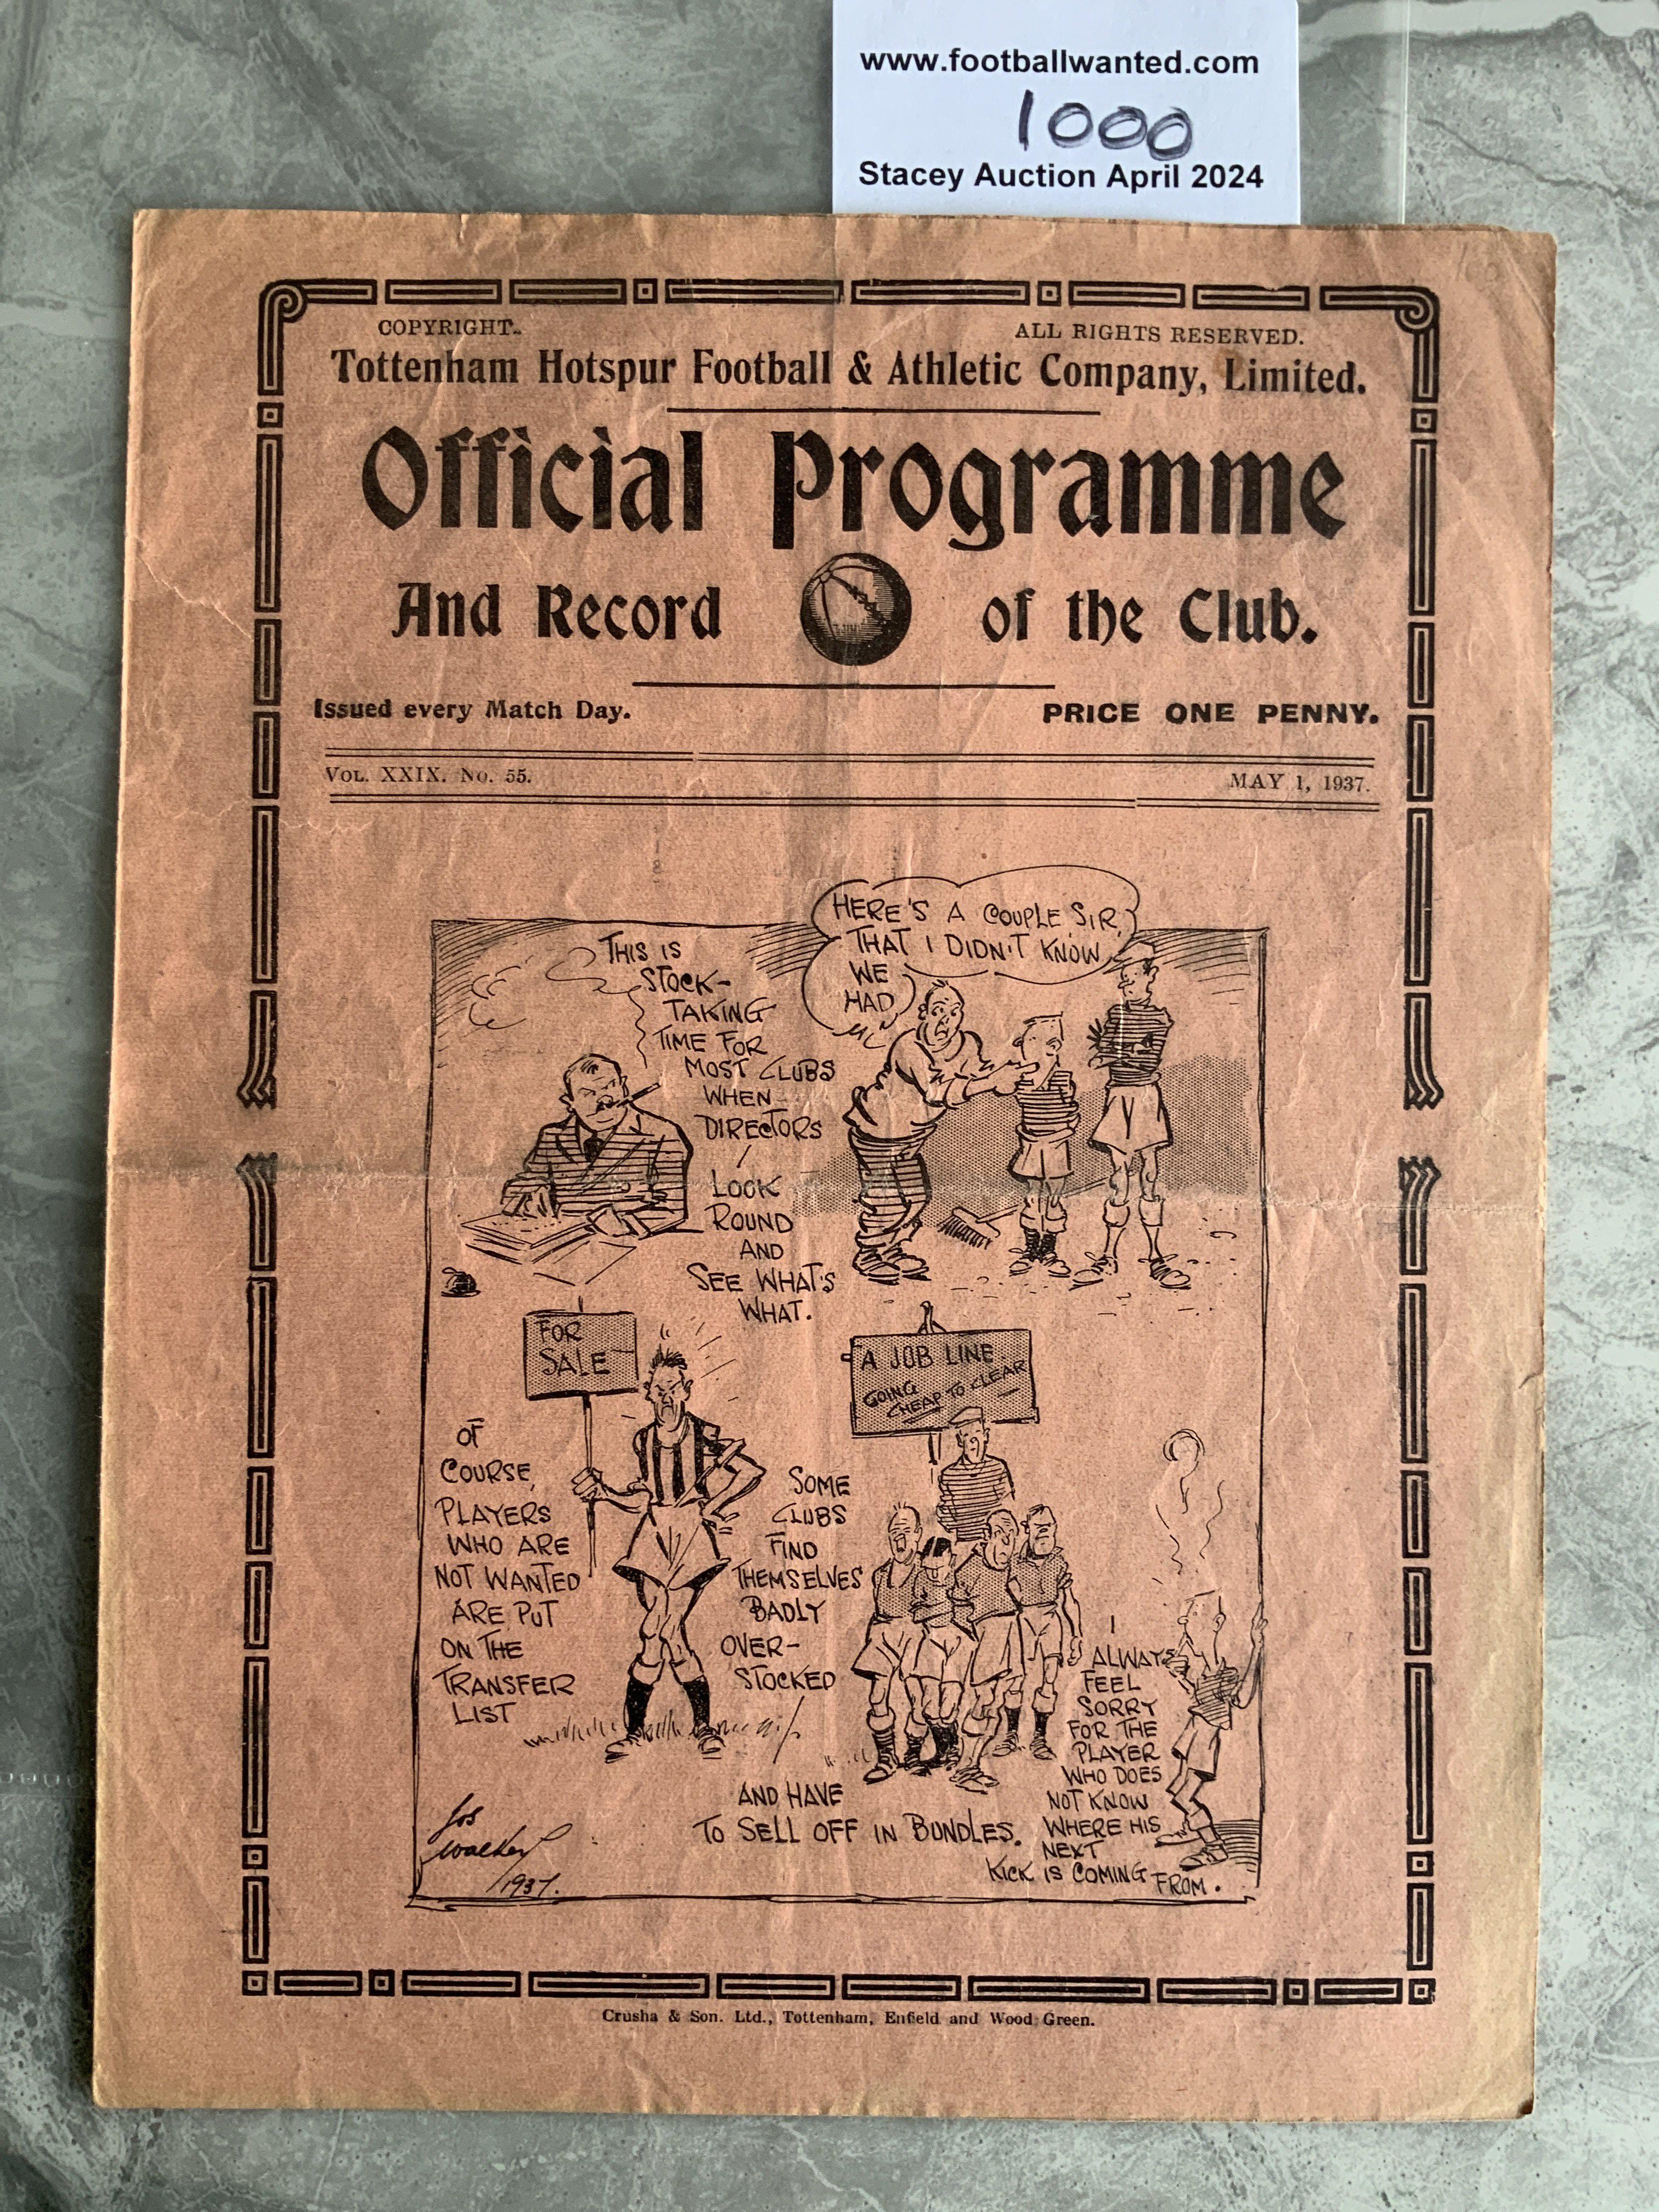 www.footballwanted.com
1000
Stacey Auction April 2024
COPYRIGHT.
ALL RIGHTS RESERVED.
Tottenham Hotspur Football & Athletic Company, Limited.
Official Programme
And Record of the Club.
Issued every Match Day.
PRICE ONE PENNY.
VOL. XXIX. No. 55.
MAY 1, 1937.
THIS IS
STOCK-
TAKING
TIME FOR
MOST CLUBS
WHEN
DIRECTORS
LOOK
ROUND
AND
SEE WHAT'S
WHAT.
HERE'S A COUPLE SIR,
THAT I DIDN'T KNOW
WE
HAD
FOR
SALE
OF
COURSE,
PLAYERS
WHO ARE
NOT WANTED
ARE PUT
ON THE
TRANSFER
LIST
A JOB LINE
GOING
CHEAP TO CLEAR
SOME
CLUBS
FIND
THEMSELVES
BADLY
OVER-
STOCKED
AND HAVE
TO SELL OFF IN BUNDLES.
I
ALWAYS
FEEL
SORRY
FOR THE
PLAYER
WHO DOES
NOT KNOW
WHERE HIS
NEXT
KICK IS COMING
FROM.
Jos
Walker
1937.
Crusha & Son. Ltd., Tottenham, Enfield and Wood Green.